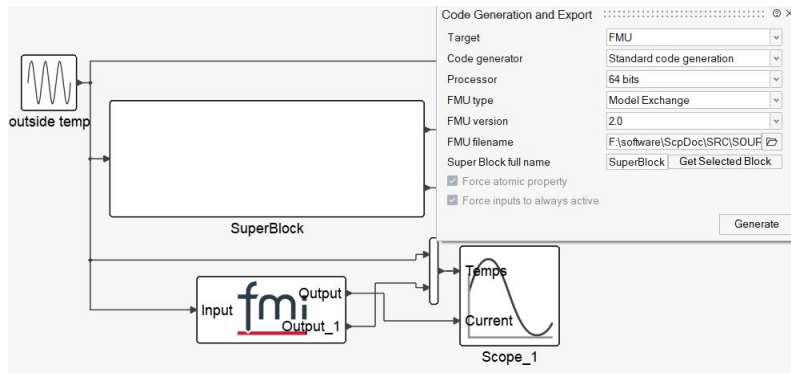 Code Generation and Export
Target FMU
Code generator Standard code generation
Processor 64 bits
FMU type Model Exchange
FMU version 2.0
FMU filename F:\software\ScpDoc\SRC\SOUR
Super Block full name SuperBlock Get Selected Block
Force atomic property
Force inputs to always active
Generate
outside temp
SuperBlock
Input fmi Output
Output_1
Temps
Current
Scope_1